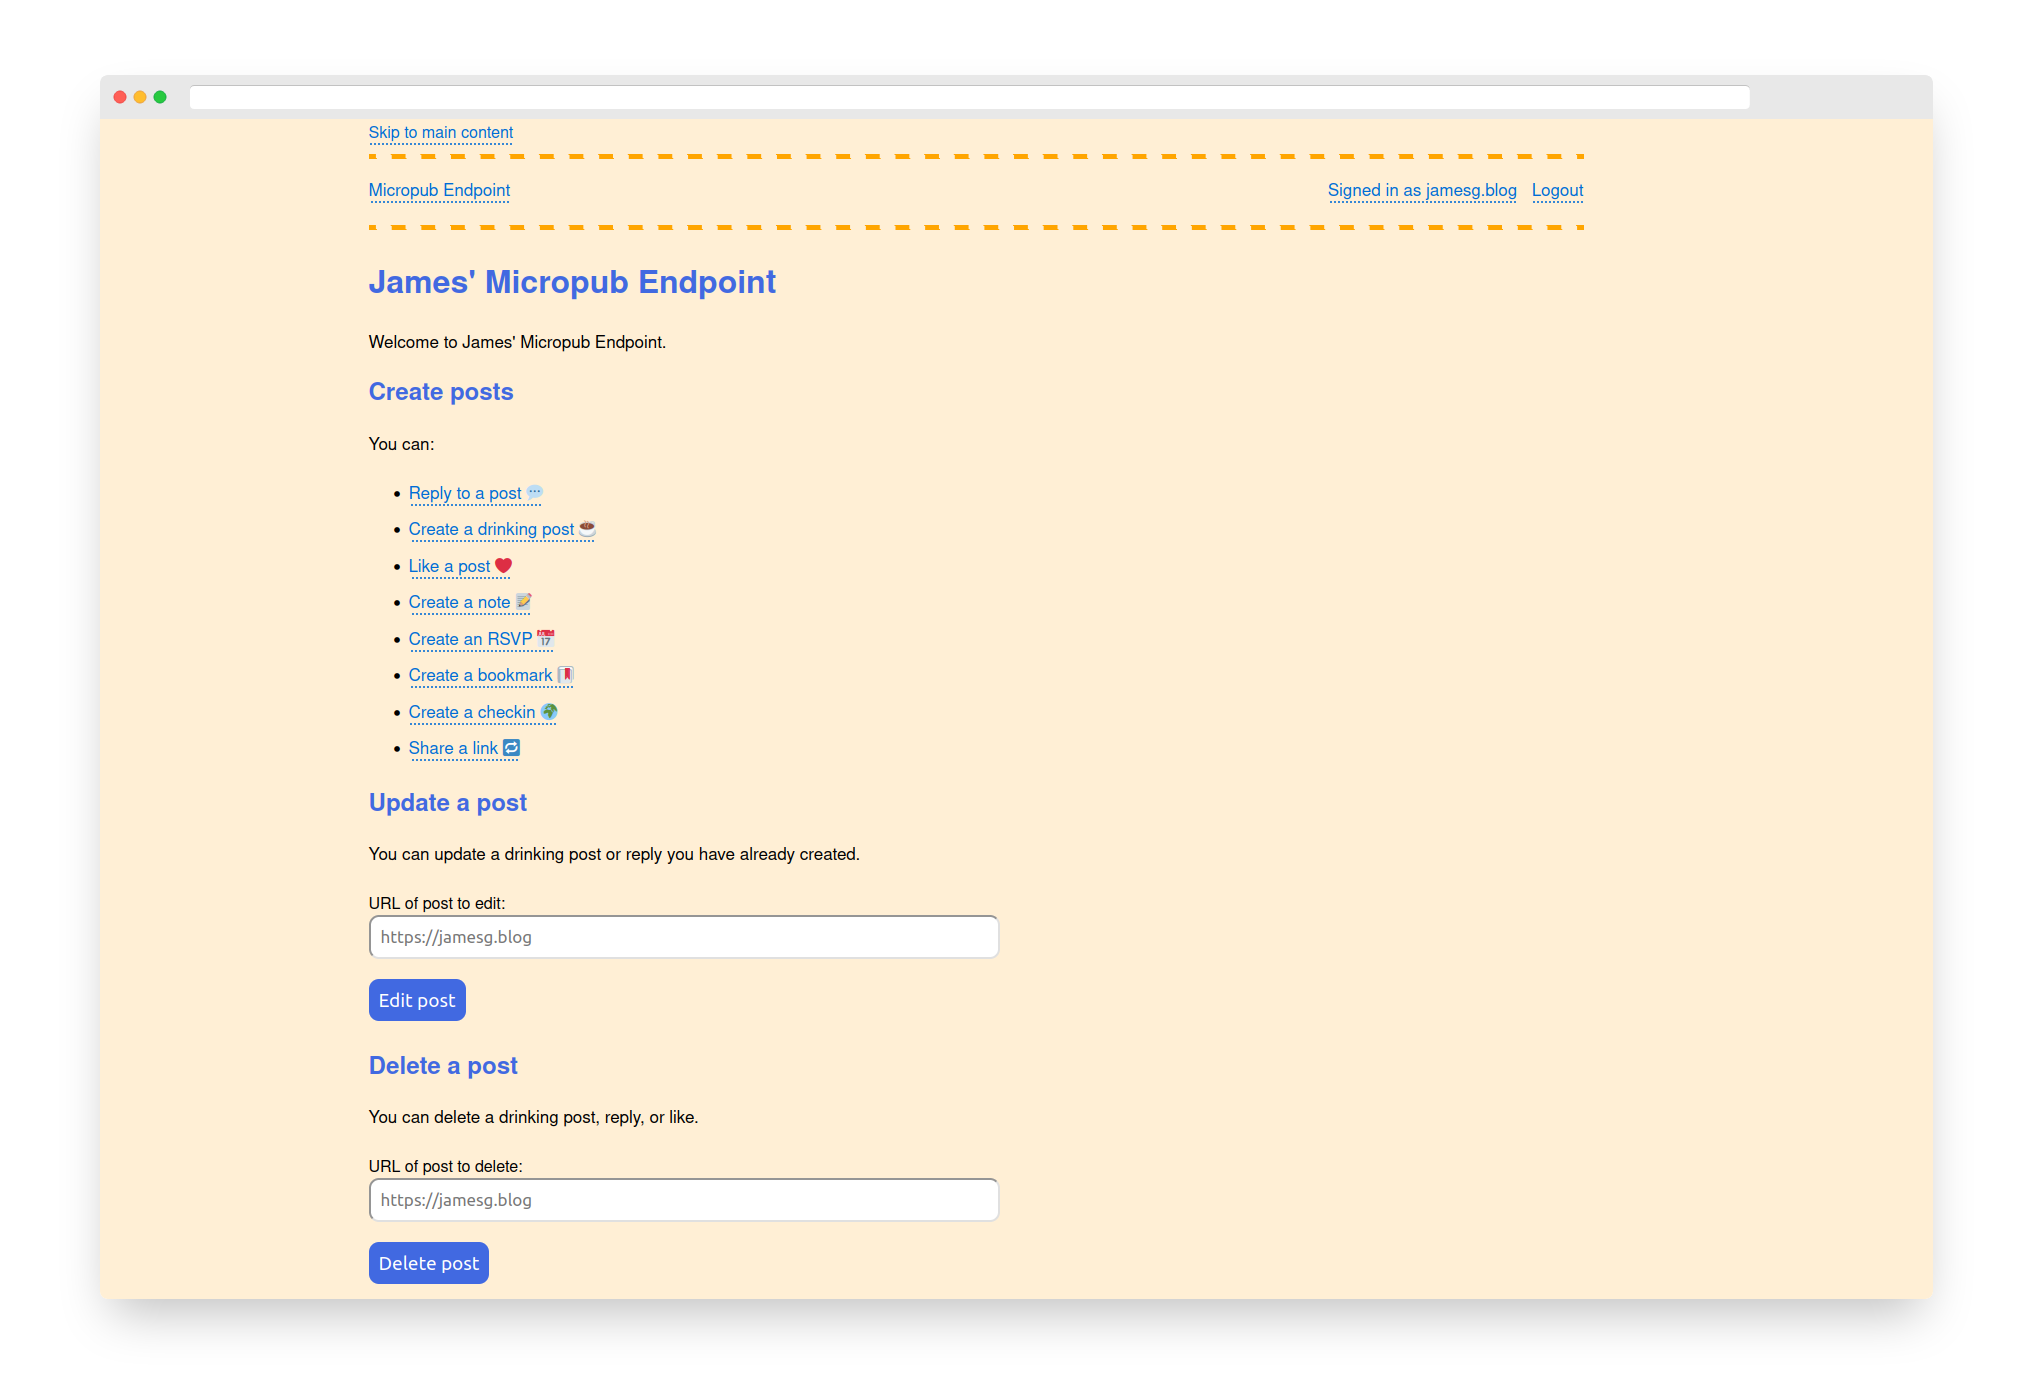 Skip to main content
Micropub Endpoint Signed in as jamesg.blog Logout
James' Micropub Endpoint
Welcome to James' Micropub Endpoint.
Create posts
You can:
Reply to a post 💬
Create a drinking post ☕
Like a post ❤️
Create a note 📝
Create an RSVP 📅
Create a bookmark 🔖
Create a checkin 🌍
Share a link 🔁
Update a post
You can update a drinking post or reply you have already created.
URL of post to edit:
https://jamesg.blog
Edit post
Delete a post
You can delete a drinking post, reply, or like.
URL of post to delete:
https://jamesg.blog
Delete post